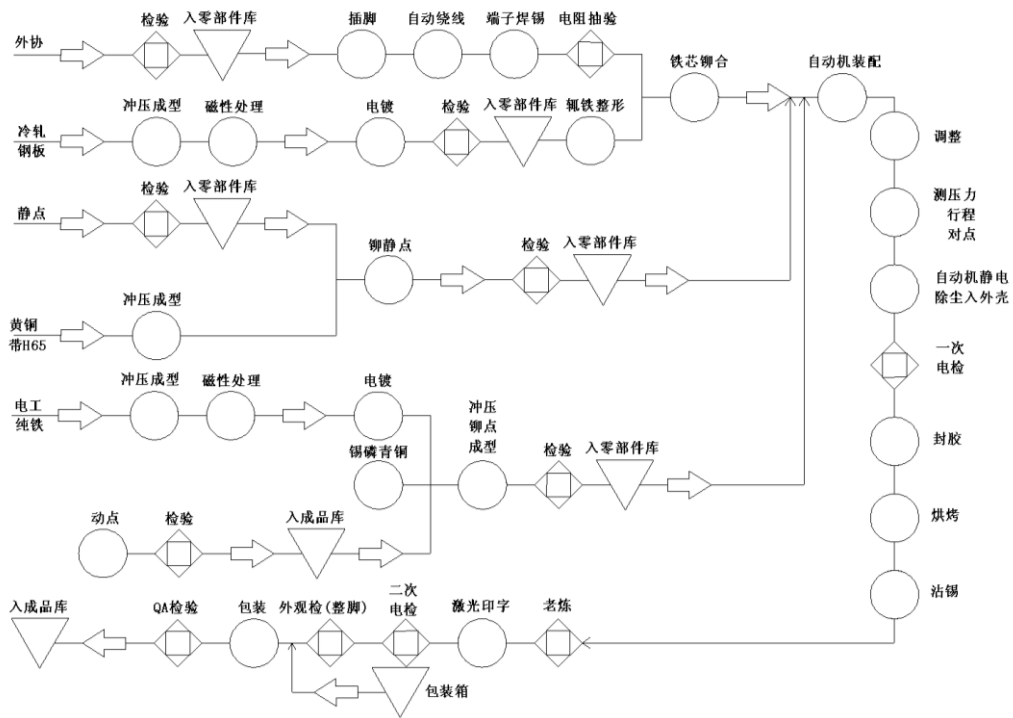 外协
检验
入零部件库
插脚
自动绕线
端子焊锡
电阻抽验
铁芯铆合
自动机装配
冷轧
钢板
冲压成型
磁性处理
电镀
检验
入零部件库
轭铁整形
调整
静点
检验
入零部件库
测压力
行程
对点
铆静点
检验
入零部件库
自动机静电
除尘入外壳
黄铜
带H65
冲压成型
一次
电检
电工
纯铁
冲压成型
磁性处理
电镀
锡磷青铜
冲压
铆点
成型
检验
入零部件库
封胶
动点
检验
入成品库
烘烤
沾锡
入成品库
QA检验
包装
外观检(整脚)
二次
电检
激光印字
老炼
包装箱